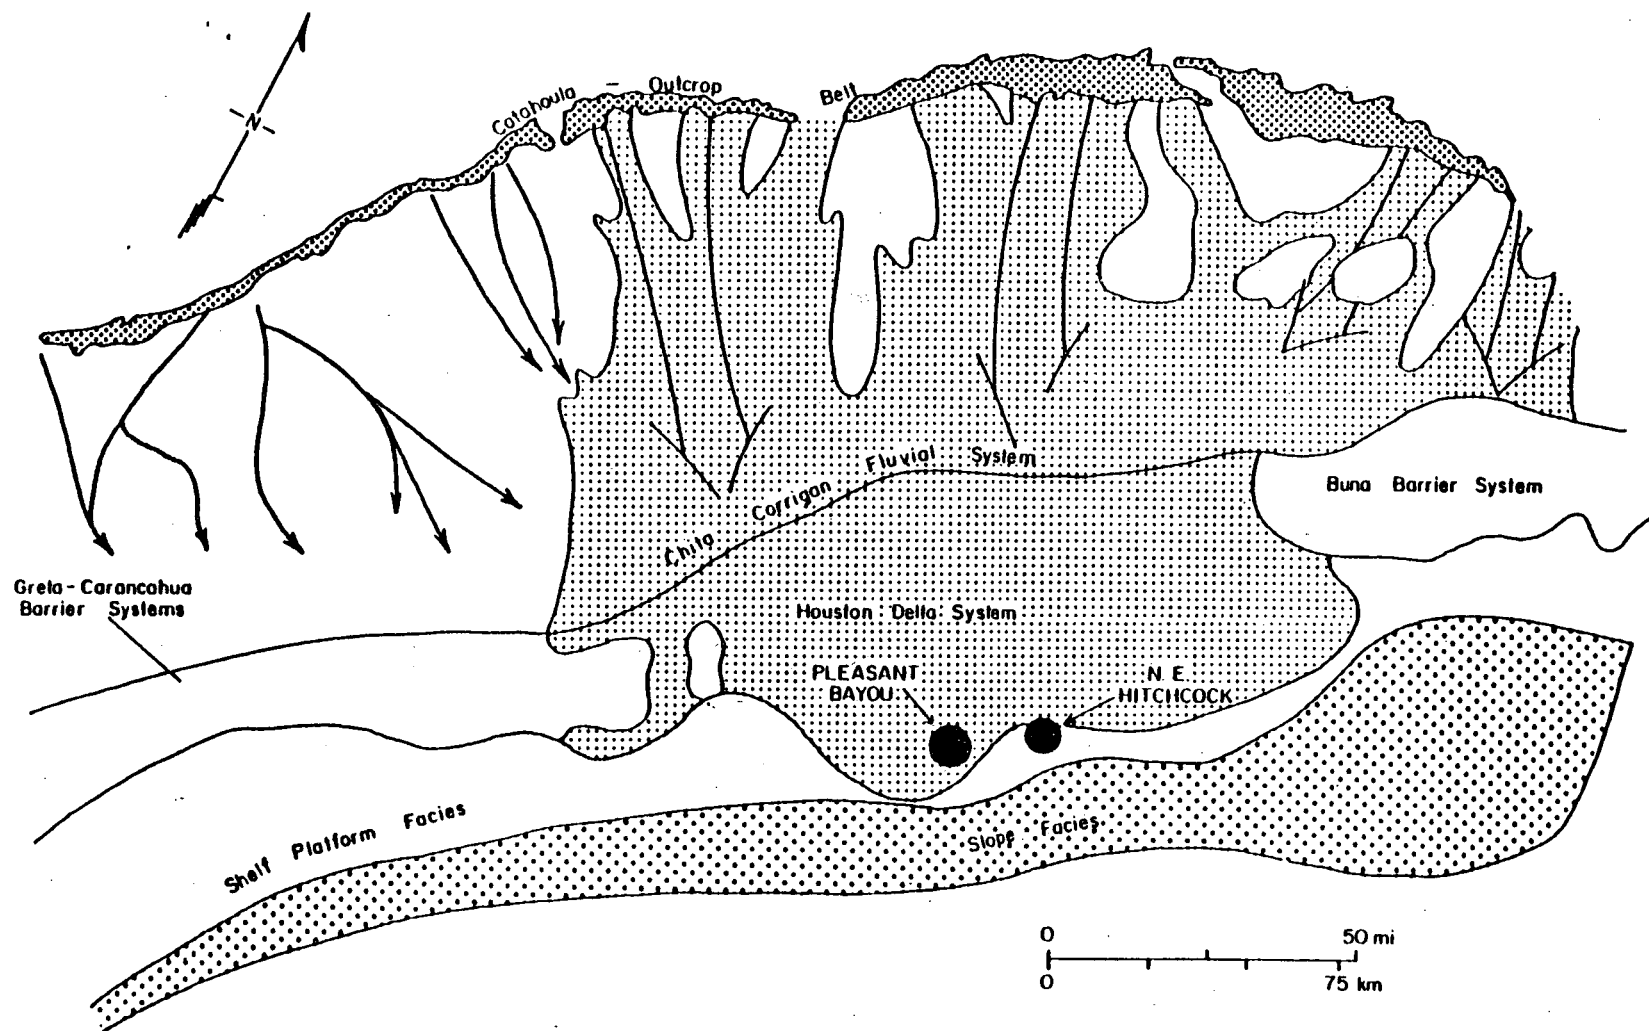 N
Catahoula - Outcrop Belt
Chita Corrigan Fluvial System
Buna Barrier System
Greta-Carancahua
Barrier Systems
Houston Delta System
PLEASANT
BAYOU
N. E.
HITCHCOCK
Shelf Platform Facies
Slope Facies
0 50 mi
0 75 km